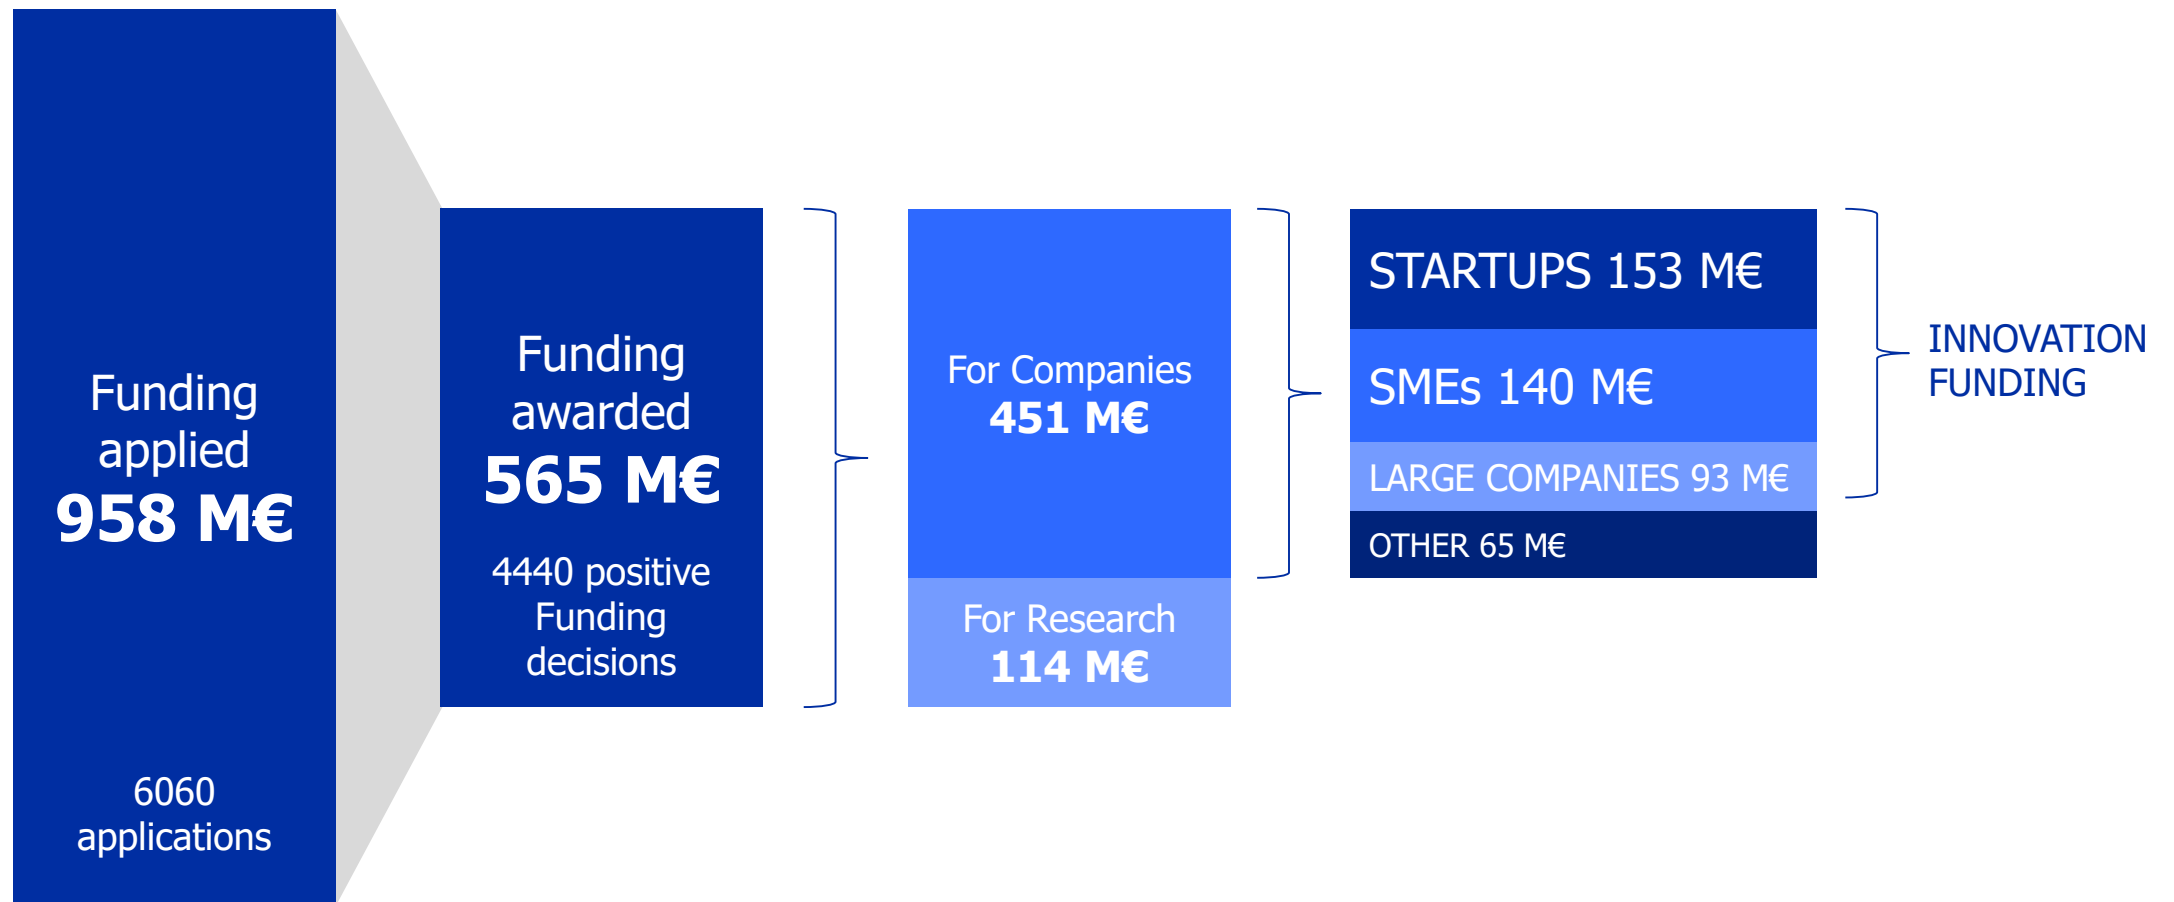 Funding
applied
958 M€
6060
applications
Funding
awarded
565 M€
4440 positive
Funding
decisions
For Companies
451 M€
For Research
114 M€
STARTUPS 153 M€
SMEs 140 M€
LARGE COMPANIES 93 M€
OTHER 65 M€
INNOVATION
FUNDING